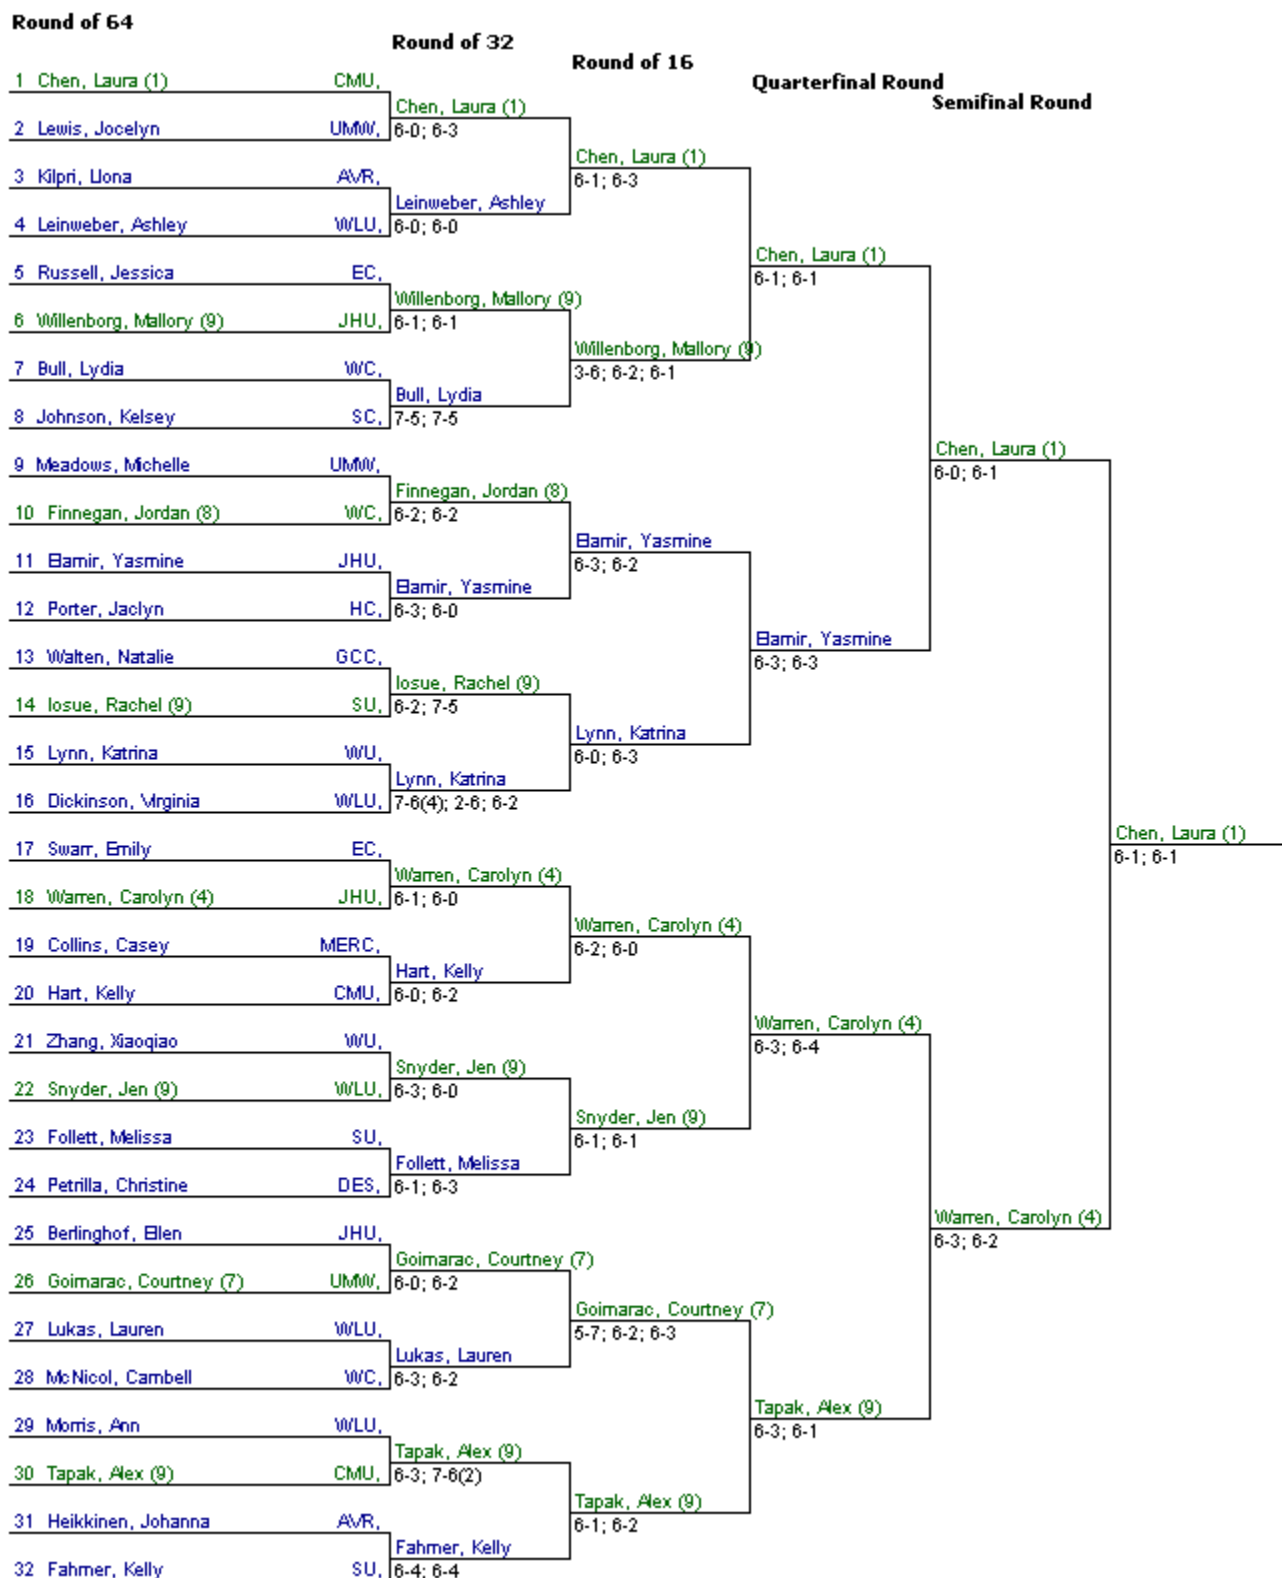 Round of 64
Round of 32
Round of 16
Quarterfinal Round
Semifinal Round
1 Chen, Laura (1) CMU,
Chen, Laura (1)
2 Lewis, Jocelyn UMW,
6-0; 6-3
Chen, Laura (1)
3 Kilpri, Llona AVR,
6-1; 6-3
Leinweber, Ashley
4 Leinweber, Ashley WLU,
6-0; 6-0
Chen, Laura (1)
5 Russell, Jessica EC,
6-1; 6-1
Willenborg, Mallory (9)
6 Willenborg, Mallory (9) JHU,
6-1; 6-1
Willenborg, Mallory (9)
7 Bull, Lydia WC,
3-6; 6-2; 6-1
Bull, Lydia
8 Johnson, Kelsey SC,
7-5; 7-5
Chen, Laura (1)
9 Meadows, Michelle UMW,
6-0; 6-1
Finnegan, Jordan (8)
10 Finnegan, Jordan (8) WC,
6-2; 6-2
Elamir, Yasmine
11 Elamir, Yasmine JHU,
6-3; 6-2
Elamir, Yasmine
12 Porter, Jaclyn HC,
6-3; 6-0
Elamir, Yasmine
13 Walten, Natalie GCC,
6-3; 6-3
Iosue, Rachel (9)
14 Iosue, Rachel (9) SU,
6-2; 7-5
Lynn, Katrina
15 Lynn, Katrina WU,
6-0; 6-3
Lynn, Katrina
16 Dickinson, Virginia WLU,
7-6(4); 2-6; 6-2
Chen, Laura (1)
17 Swarr, Emily EC,
6-1; 6-1
Warren, Carolyn (4)
18 Warren, Carolyn (4) JHU,
6-1; 6-0
Warren, Carolyn (4)
19 Collins, Casey MERC,
6-2; 6-0
Hart, Kelly
20 Hart, Kelly CMU,
6-0; 6-2
Warren, Carolyn (4)
21 Zhang, Xiaoqiao WU,
6-3; 6-4
Snyder, Jen (9)
22 Snyder, Jen (9) WLU,
6-3; 6-0
Snyder, Jen (9)
23 Follett, Melissa SU,
6-1; 6-1
Follett, Melissa
24 Petrilla, Christine DES,
6-1; 6-3
Warren, Carolyn (4)
25 Berlinghof, Ellen JHU,
6-3; 6-2
Goimarac, Courtney (7)
26 Goimarac, Courtney (7) UMW,
6-0; 6-2
Goimarac, Courtney (7)
27 Lukas, Lauren WLU,
5-7; 6-2; 6-3
Lukas, Lauren
28 McNicol, Cambell WC,
6-3; 6-2
Tapak, Alex (9)
29 Morris, Ann WLU,
6-3; 6-1
Tapak, Alex (9)
30 Tapak, Alex (9) CMU,
6-3; 7-6(2)
Tapak, Alex (9)
31 Heikkinen, Johanna AVR,
6-1; 6-2
Fahmer, Kelly
32 Fahmer, Kelly SU,
6-4; 6-4